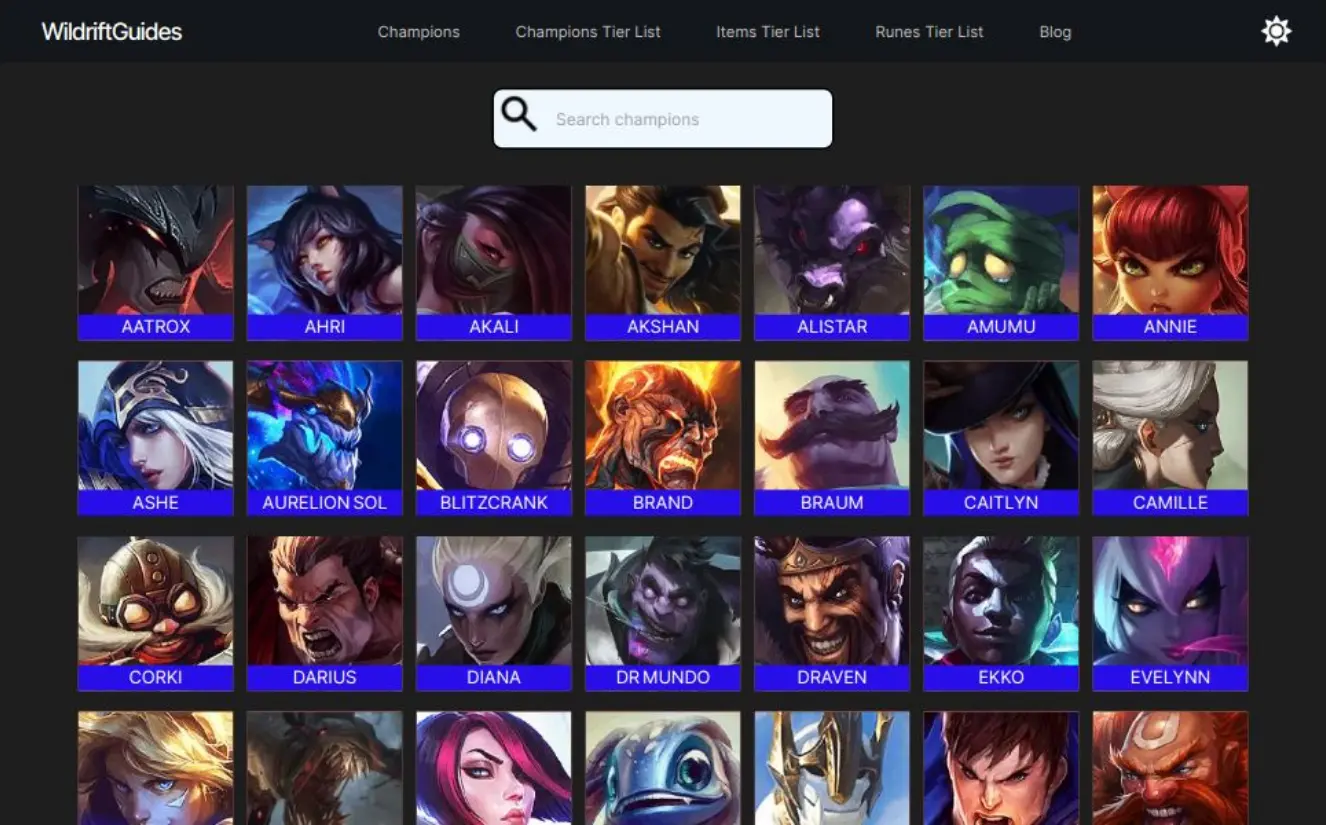 WildriftGuides
Champions
Champions Tier List
Items Tier List
Runes Tier List
Blog
Search champions
AATROX
AHRI
AKALI
AKSHAN
ALISTAR
AMUMU
ANNIE
ASHE
AURELION SOL
BLITZCRANK
BRAND
BRAUM
CAITLYN
CAMILLE
CORKI
DARIUS
DIANA
DR MUNDO
DRAVEN
EKKO
EVELYNN